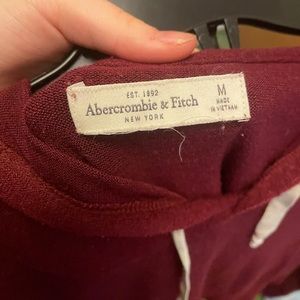 EST. 1892
Abercrombie & Fitch
NEW YORK
M
MADE
IN VIETNAM